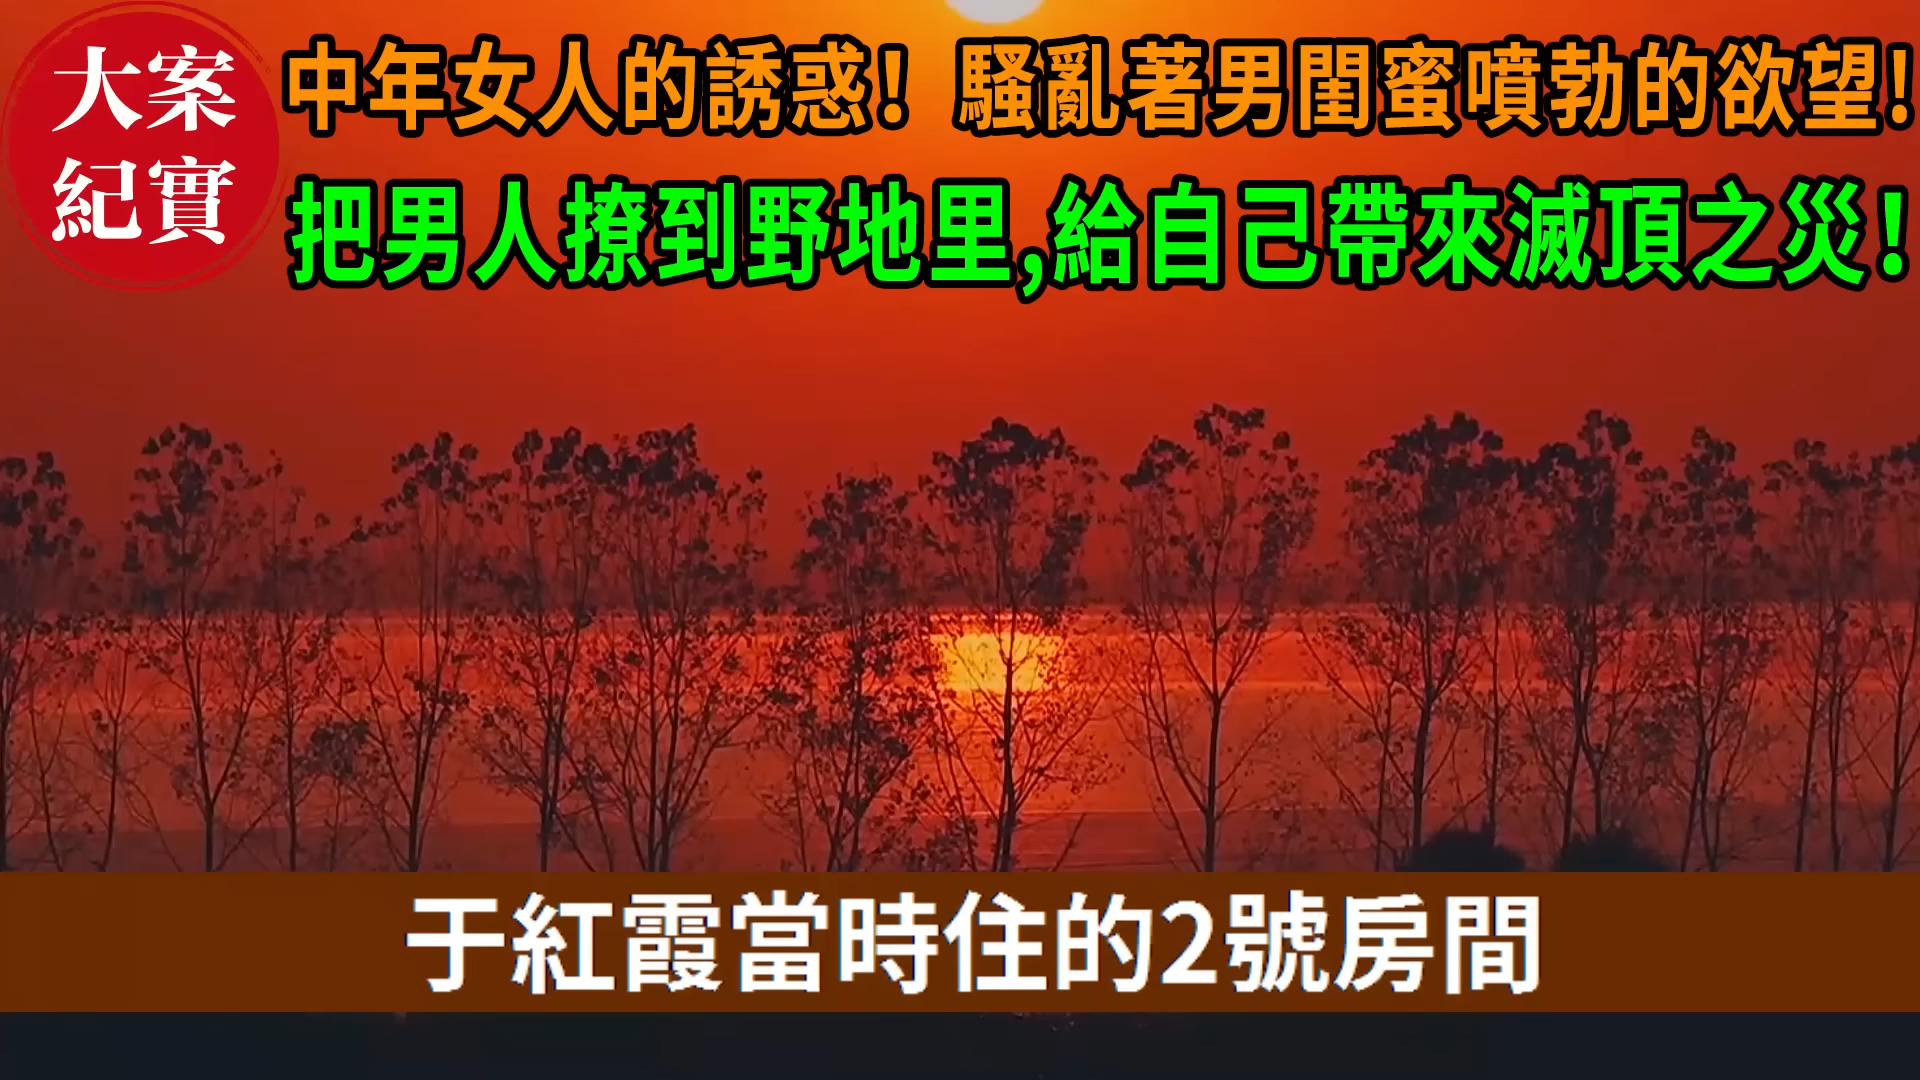 大案
紀實
中年女人的誘惑！騷亂著男閨蜜噴勃的欲望！
把男人撩到野地里,給自己帶來滅頂之災！
于紅霞當時住的2號房間